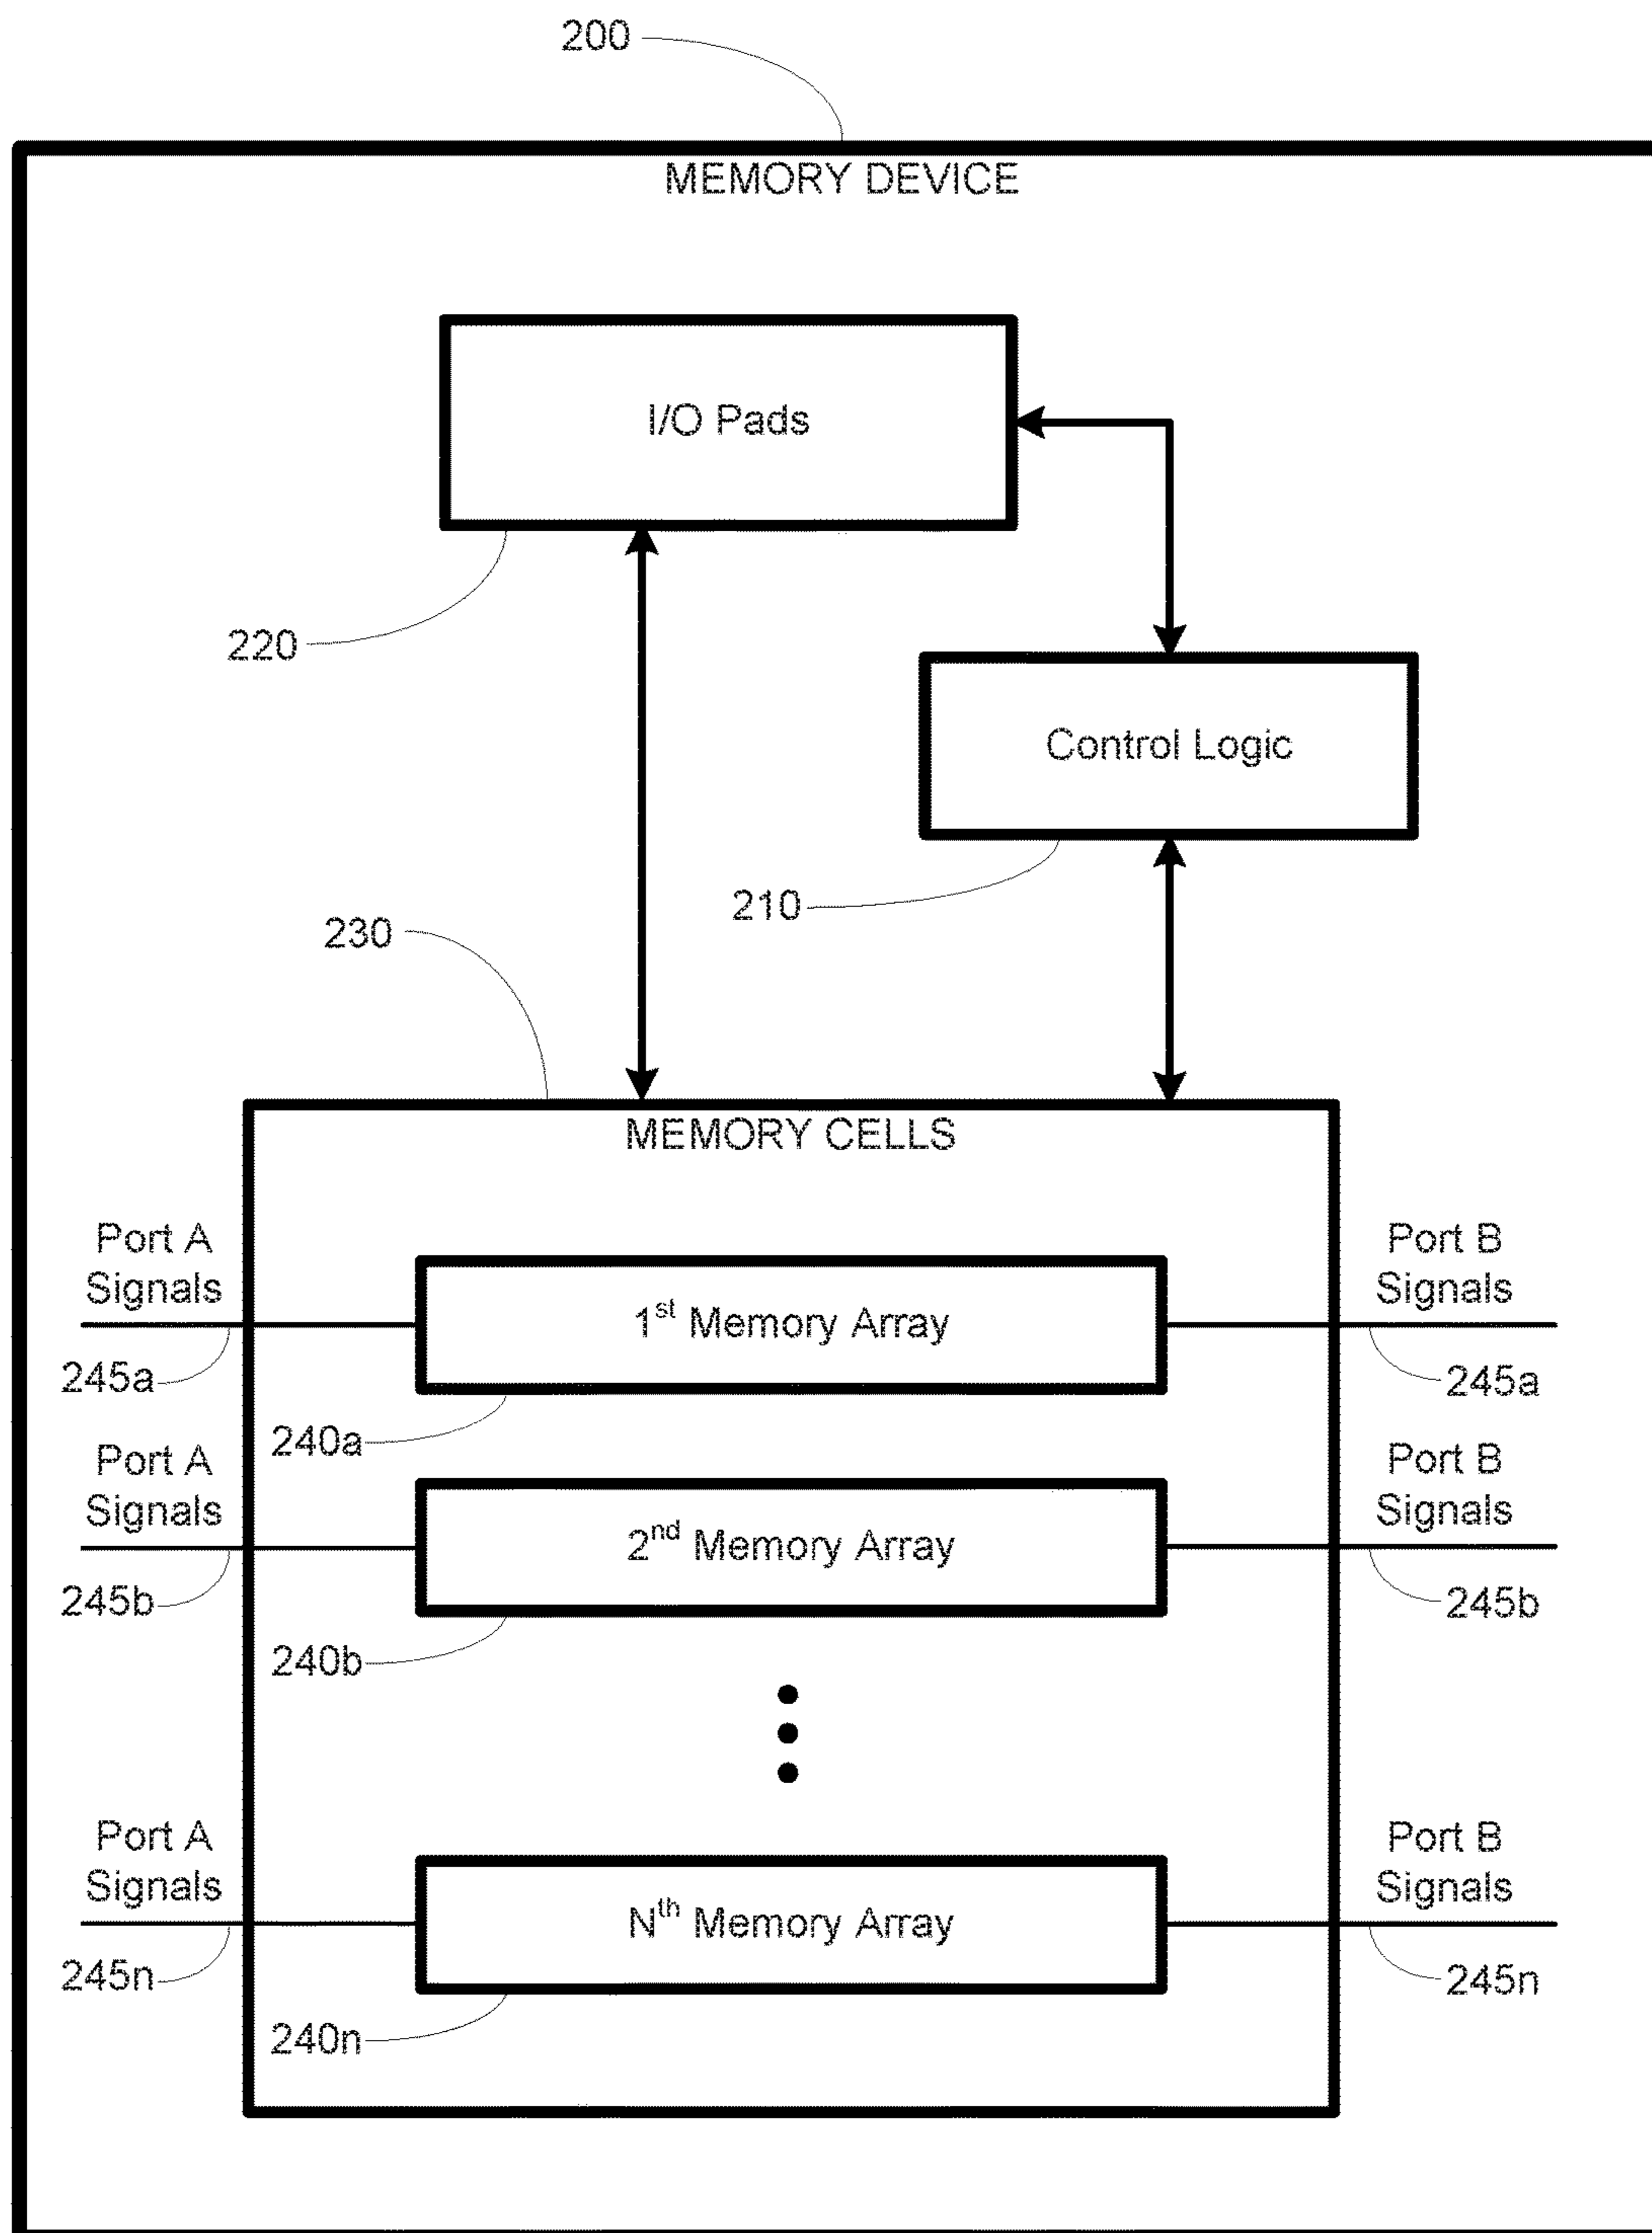 200
MEMORY DEVICE
I/O Pads
220
Control Logic
210
230
MEMORY CELLS
Port A
Signals
Port B
Signals
1st Memory Array
245a
245a
240a
Port A
Signals
Port B
Signals
2nd Memory Array
245b
245b
240b
Port A
Signals
Port B
Signals
Nth Memory Array
245n
245n
240n